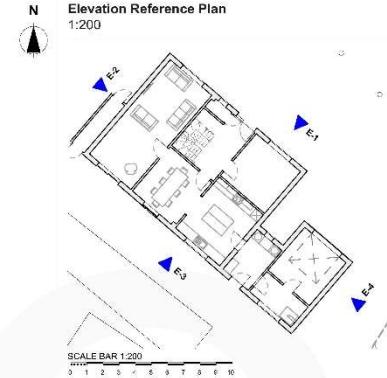 N
Elevation Reference Plan
1:200
E-2
E-1
E-3
E-4
SCALE BAR 1:200
0 1 2 3 4 5 6 7 8 9 10